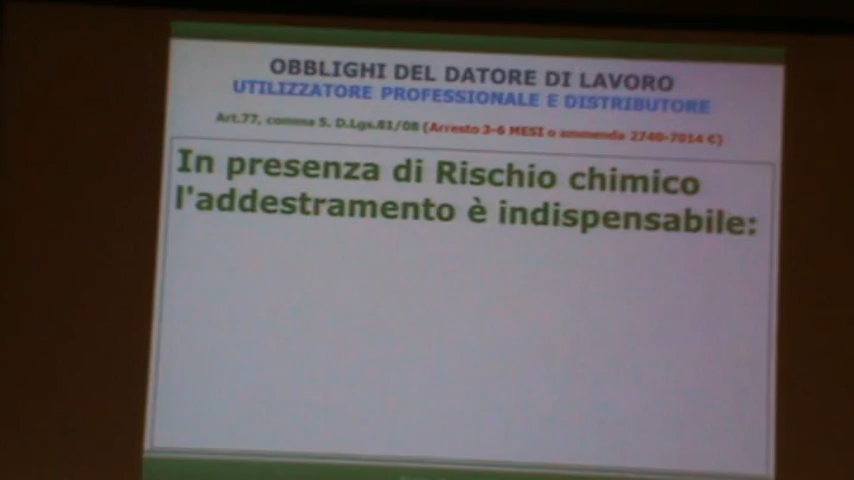 OBBLIGHI DEL DATORE DI LAVORO
UTILIZZATORE PROFESSIONALE E DISTRIBUTORE
Art.77, comma 5, D.Lgs.81/08 (Arresto 3-6 MESI o ammenda 2740-7014 €)
In presenza di Rischio chimico
l'addestramento è indispensabile: